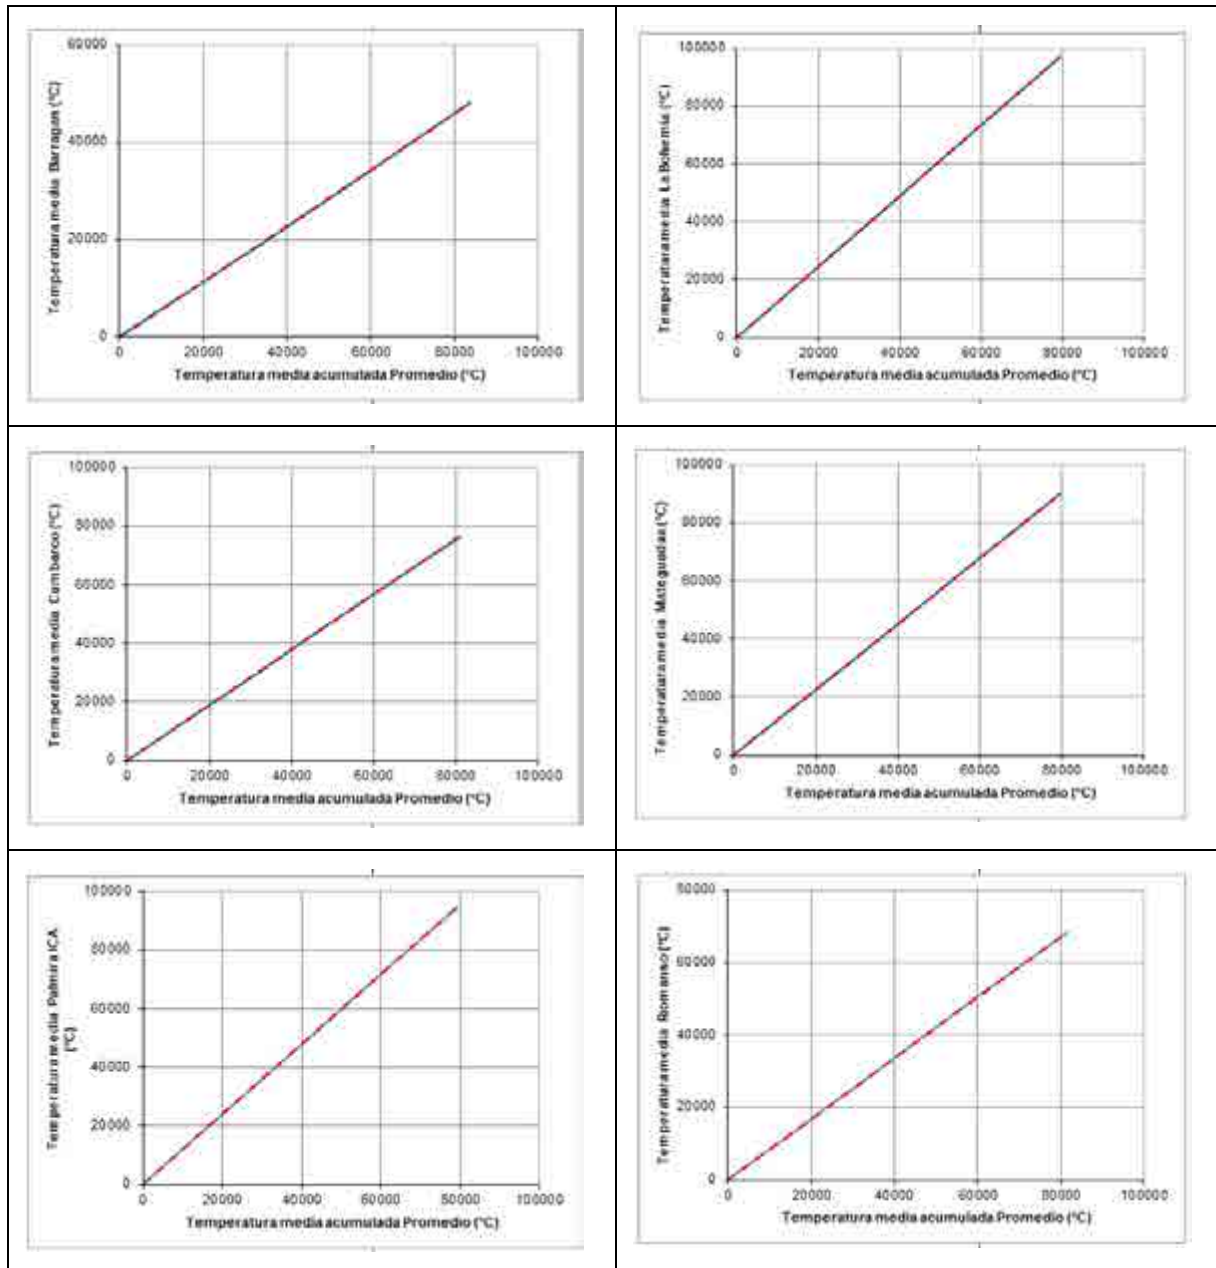 Temperatura media Barragan (°C)
60000
40000
20000
0
0 20000 40000 60000 80000 100000
Temperatura media acumulada Promedio (°C)
Temperatura media La Bohemia (°C)
100000
80000
60000
40000
20000
0
0 20000 40000 60000 80000 100000
Temperatura media acumulada Promedio (°C)
Temperatura media Cumbarco (°C)
100000
80000
60000
40000
20000
0
0 20000 40000 60000 80000 100000
Temperatura media acumulada Promedio (°C)
Temperatura media Mateguadua (°C)
100000
80000
60000
40000
20000
0
0 20000 40000 60000 80000 100000
Temperatura media acumulada Promedio (°C)
Temperatura media Palmira ICA
(°C)
100000
80000
60000
40000
20000
0
0 20000 40000 60000 80000 100000
Temperatura media acumulada Promedio (°C)
Temperatura media Riomanso (°C)
80000
60000
40000
20000
0
0 20000 40000 60000 80000 100000
Temperatura media acumulada Promedio (°C)